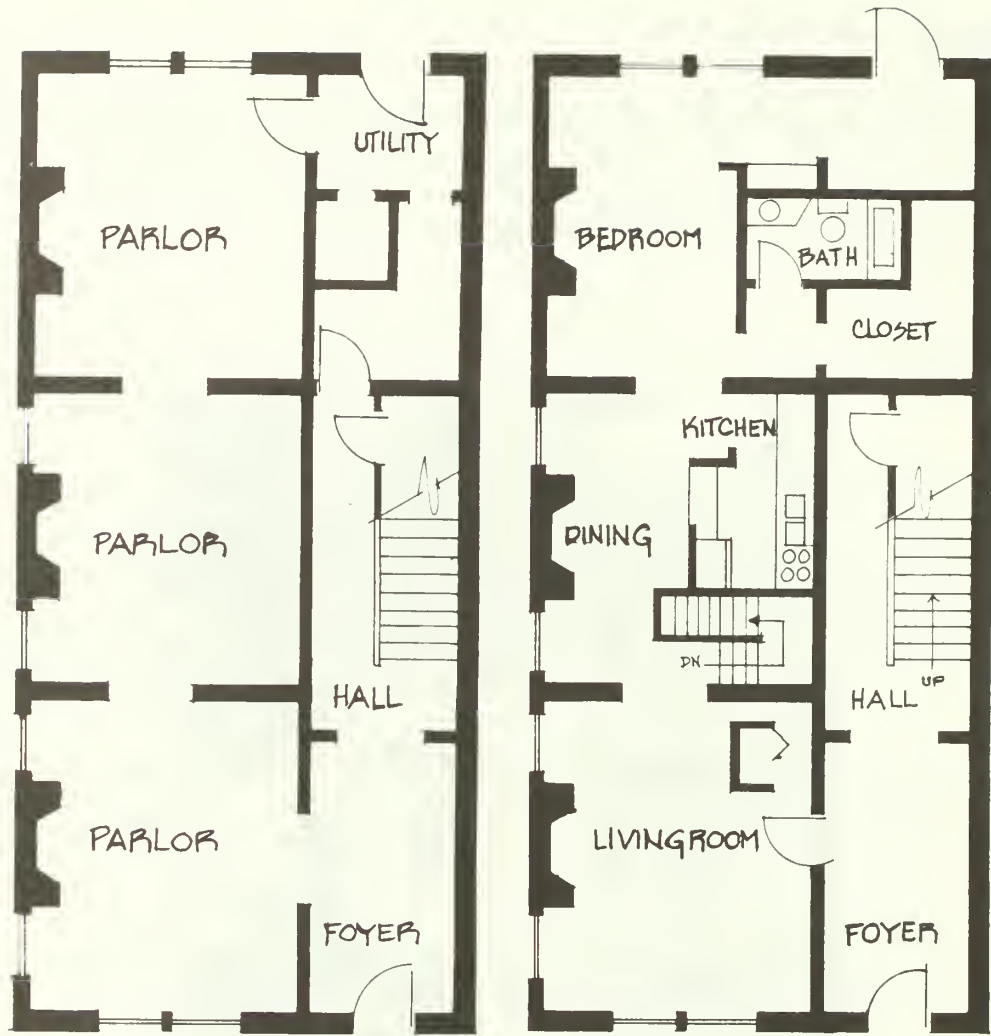 UTILITY
PARLOR
PARLOR
HALL
PARLOR
FOYER
BEDROOM
BATH
CLOSET
KITCHEN
DINING
DN
UP
HALL
LIVINGROOM
FOYER